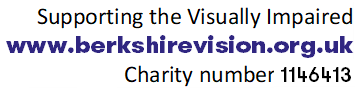 Supporting the Visually Impaired
www.berkshirevision.org.uk
Charity number 1146413